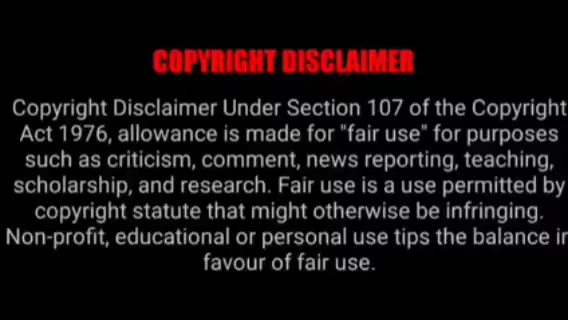 COPYRIGHT DISCLAIMER
Copyright Disclaimer Under Section 107 of the Copyright
Act 1976, allowance is made for "fair use" for purposes
such as criticism, comment, news reporting, teaching,
scholarship, and research. Fair use is a use permitted by
copyright statute that might otherwise be infringing.
Non-profit, educational or personal use tips the balance in
favour of fair use.